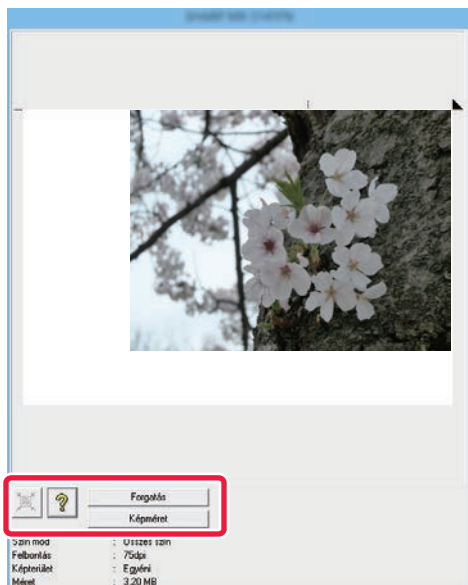 Forgatás
Képméret
Szín mód : Összes szín
Felbontás : 75dpi
Képterület : Egyéni
Méret : 3.20 MB